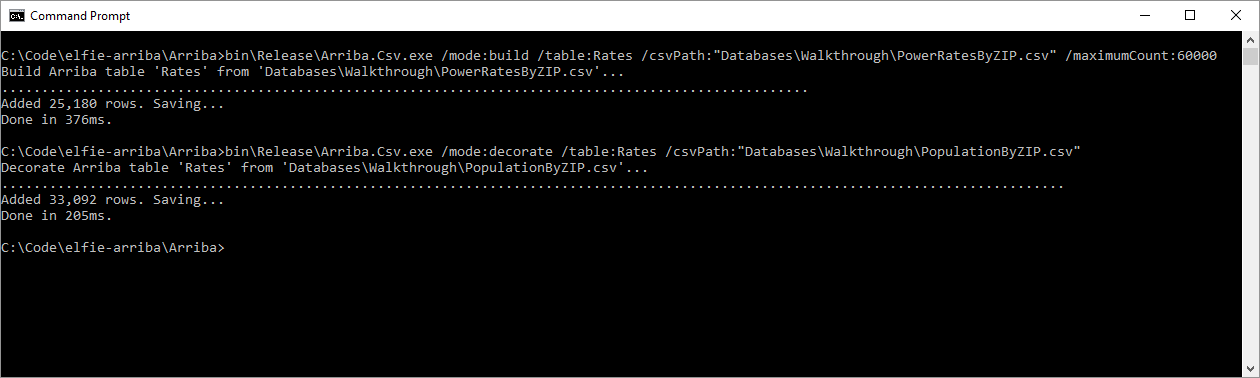 Command Prompt
C:\Code\elfie-arriba\Arriba>bin\Release\Arriba.Csv.exe /mode:build /table:Rates /csvPath:"Databases\Walkthrough\PowerRatesByZIP.csv" /maximumCount:60000
Build Arriba table 'Rates' from 'Databases\Walkthrough\PowerRatesByZIP.csv'...
.....................................................................................................
Added 25,180 rows. Saving...
Done in 376ms.
C:\Code\elfie-arriba\Arriba>bin\Release\Arriba.Csv.exe /mode:decorate /table:Rates /csvPath:"Databases\Walkthrough\PopulationByZIP.csv"
Decorate Arriba table 'Rates' from 'Databases\Walkthrough\PopulationByZIP.csv'...
.....................................................................................................................................
Added 33,092 rows. Saving...
Done in 205ms.
C:\Code\elfie-arriba\Arriba>